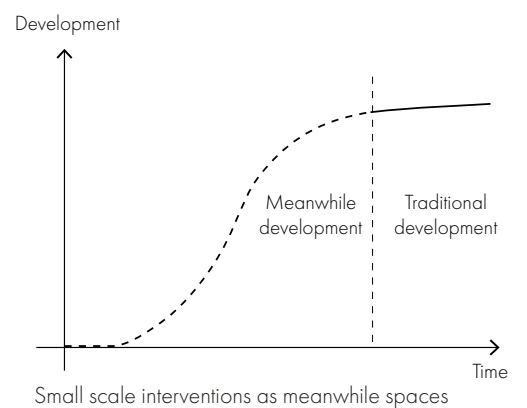 Development
Meanwhile
development
Traditional
development
Time
Small scale interventions as meanwhile spaces